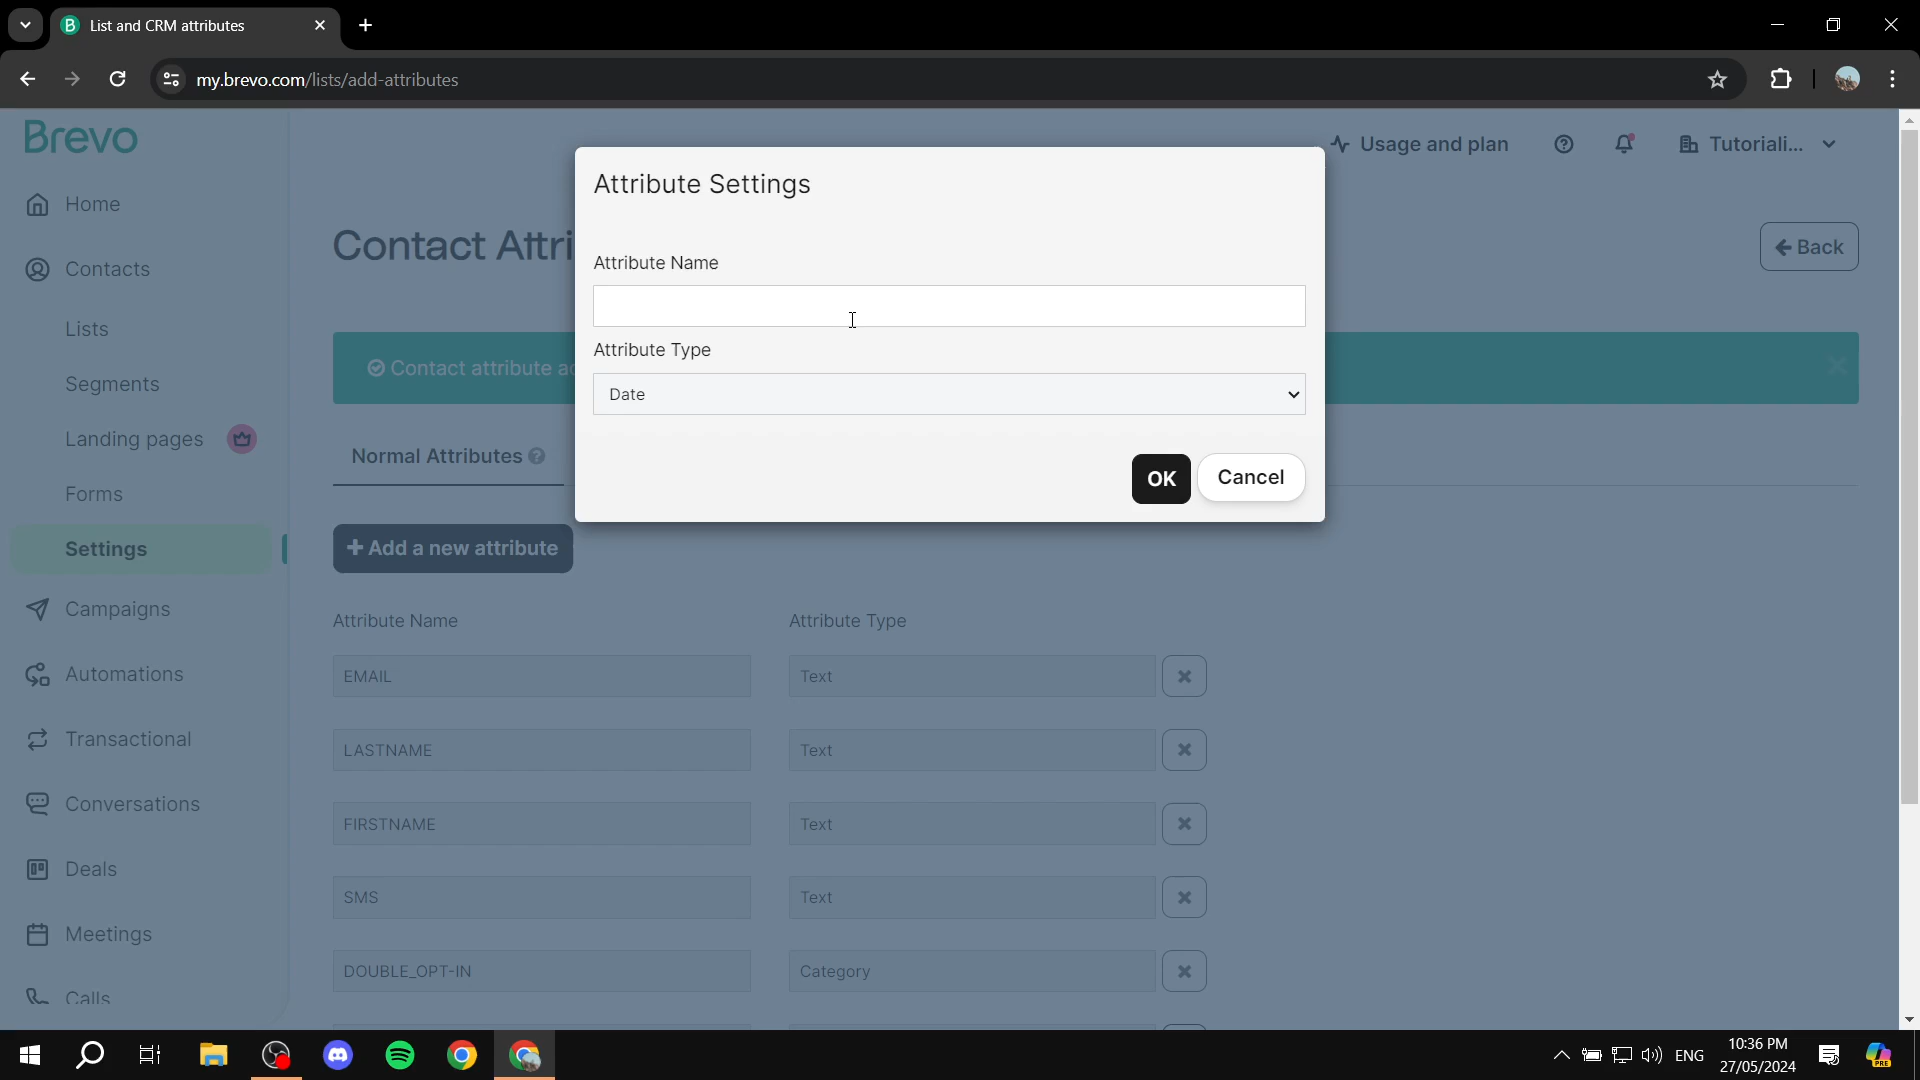 List and CRM attributes
my.brevo.com/lists/add-attributes
Brevo
Usage and plan
Tutoriali...
Home
Contacts
Lists
Segments
Landing pages
Forms
Settings
Campaigns
Automations
Transactional
Conversations
Deals
Meetings
Calls
Contact Attri
Back
Contact attribute ad
Normal Attributes
Add a new attribute
Attribute Settings
Attribute Name
Attribute Type
Date
OK
Cancel
Attribute Name
Attribute Type
EMAIL
Text
LASTNAME
Text
FIRSTNAME
Text
SMS
Text
DOUBLE_OPT-IN
Category
ENG
10:36 PM
27/05/2024
PRE